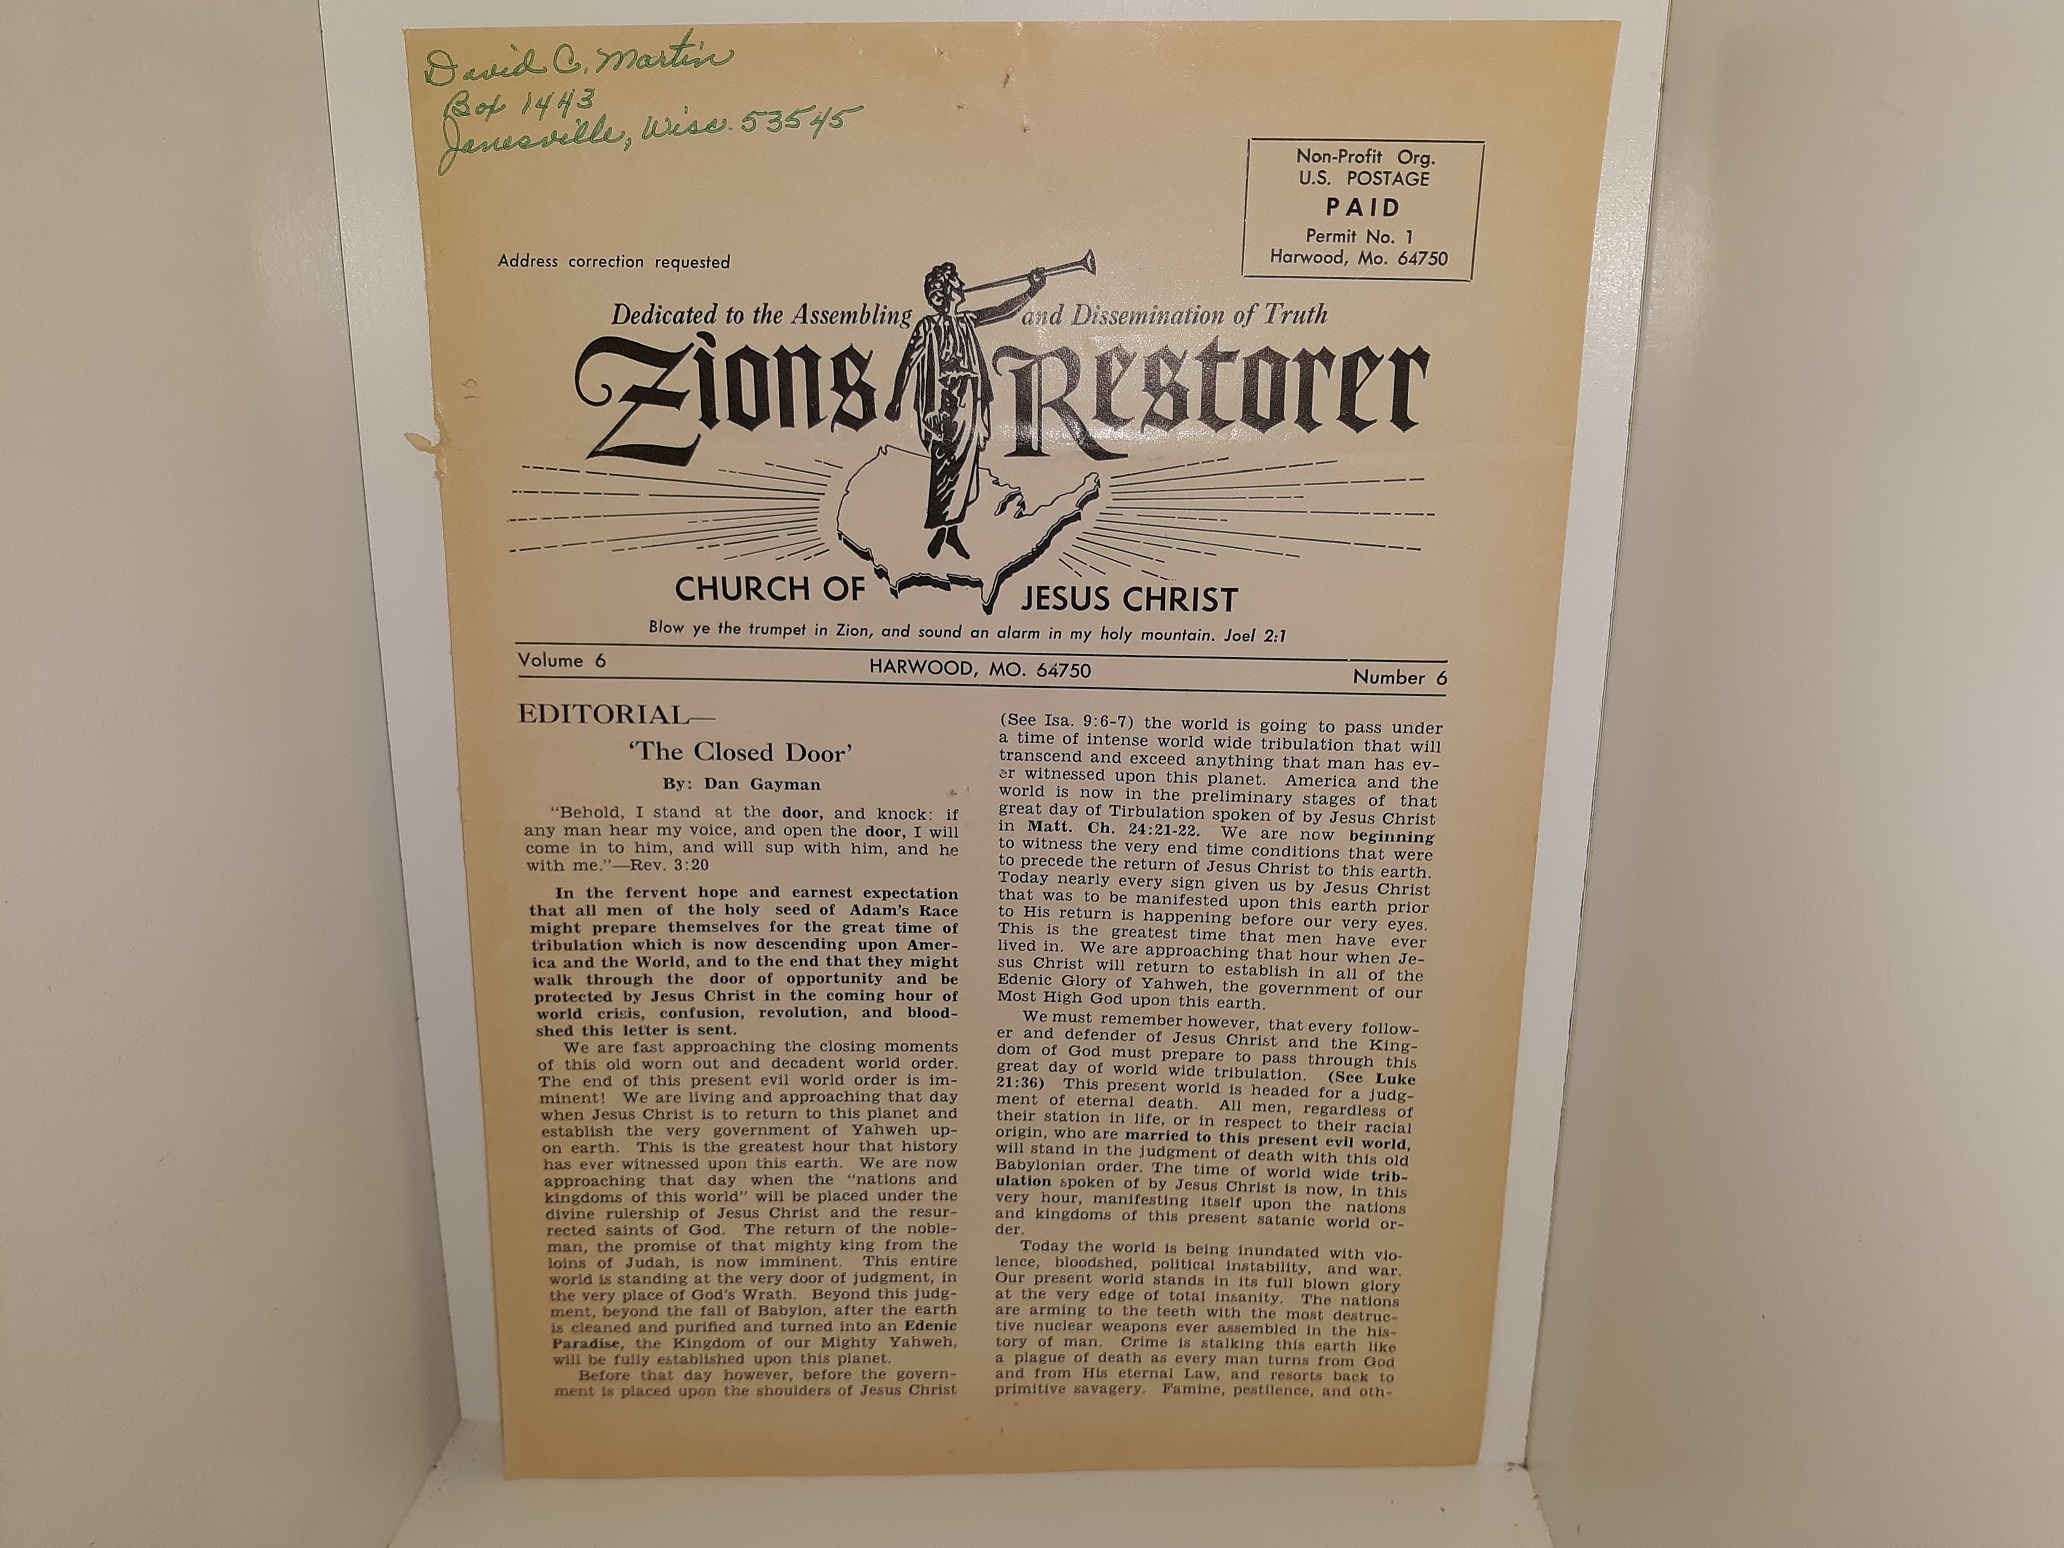 David C. Martin
Box 1443
Janesville, Wisc. 53545
Non-Profit Org.
U.S. POSTAGE
PAID
Permit No. 1
Harwood, Mo. 64750
Address correction requested
Dedicated to the Assembling and Dissemination of Truth
Zions Restorer
CHURCH OF JESUS CHRIST
Blow ye the trumpet in Zion, and sound an alarm in my holy mountain. Joel 2:1
Volume 6 HARWOOD, MO. 64750 Number 6
EDITORIAL—
'The Closed Door'
By: Dan Gayman
"Behold, I stand at the door, and knock: if
any man hear my voice, and open the door, I will
come in to him, and will sup with him, and he
with me."—Rev. 3:20
In the fervent hope and earnest expectation
that all men of the holy seed of Adam's Race
might prepare themselves for the great time of
tribulation which is now descending upon Amer-
ica and the World, and to the end that they might
walk through the door of opportunity and be
protected by Jesus Christ in the coming hour of
world crisis, confusion, revolution, and blood-
shed this letter is sent.
We are fast approaching the closing moments
of this old worn out and decadent world order.
The end of this present evil world order is im-
minent! We are living and approaching that day
when Jesus Christ is to return to this planet and
establish the very government of Yahweh up-
on earth. This is the greatest hour that history
has ever witnessed upon this earth. We are now
approaching that day when the "nations and
kingdoms of this world" will be placed under the
divine rulership of Jesus Christ and the resur-
rected saints of God. The return of the noble-
man, the promise of that mighty king from the
loins of Judah, is now imminent. This entire
world is standing at the very door of judgment, in
the very place of God's Wrath. Beyond this judg-
ment, beyond the fall of Babylon, after the earth
is cleaned and purified and turned into an Edenic
Paradise, the Kingdom of our Mighty Yahweh,
will be fully established upon this planet.
Before that day however, before the govern-
ment is placed upon the shoulders of Jesus Christ
(See Isa. 9:6-7) the world is going to pass under
a time of intense world wide tribulation that will
transcend and exceed anything that man has ev-
er witnessed upon this planet. America and the
world is now in the preliminary stages of that
great day of Tirbulation spoken of by Jesus Christ
in Matt. Ch. 24:21-22. We are now beginning
to witness the very end time conditions that were
to precede the return of Jesus Christ to this earth.
Today nearly every sign given us by Jesus Christ
that was to be manifested upon this earth prior
to His return is happening before our very eyes.
This is the greatest time that men have ever
lived in. We are approaching that hour when Je-
sus Christ will return to establish in all of the
Edenic Glory of Yahweh, the government of our
Most High God upon this earth.
We must remember however, that every follow-
er and defender of Jesus Christ and the King-
dom of God must prepare to pass through this
great day of world wide tribulation. (See Luke
21:36) This present world is headed for a judg-
ment of eternal death. All men, regardless of
their station in life, or in respect to their racial
origin, who are married to this present evil world,
will stand in the judgment of death with this old
Babylonian order. The time of world wide trib-
ulation spoken of by Jesus Christ is now, in this
very hour, manifesting itself upon the nations
and kingdoms of this present satanic world or-
der.
Today the world is being inundated with vio-
lence, bloodshed, political instability, and war.
Our present world stands in its full blown glory
at the very edge of total insanity. The nations
are arming to the teeth with the most destruc-
tive nuclear weapons ever assembled in the his-
tory of man. Crime is stalking this earth like
a plague of death as every man turns from God
and from His eternal Law, and resorts back to
primitive savagery. Famine, pestilence, and oth-